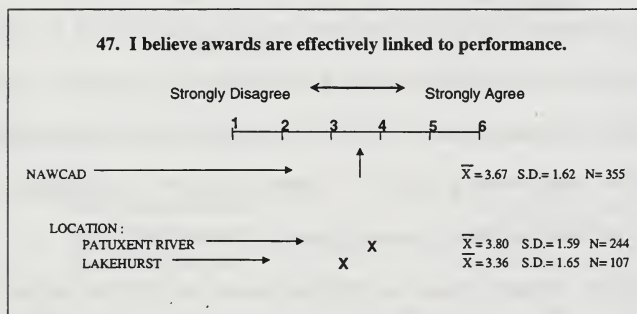 47. I believe awards are effectively linked to performance.
Strongly Disagree Strongly Agree
1 2 3 4 5 6
NAWCAD X̅ = 3.67 S.D.= 1.62 N= 355
LOCATION :
PATUXENT RIVER X X̅ = 3.80 S.D.= 1.59 N= 244
LAKEHURST X X̅ = 3.36 S.D.= 1.65 N= 107